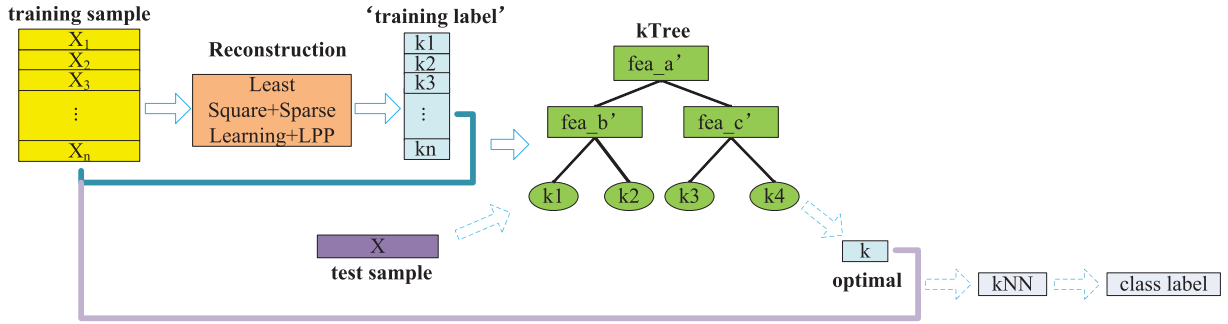 training sample
X1
X2
X3
⋮
Xn
Reconstruction
Least
Square+Sparse
Learning+LPP
‘training label’
k1
k2
k3
⋮
kn
kTree
fea_a’
fea_b’
fea_c’
k1
k2
k3
k4
X
test sample
k
optimal
kNN
class label